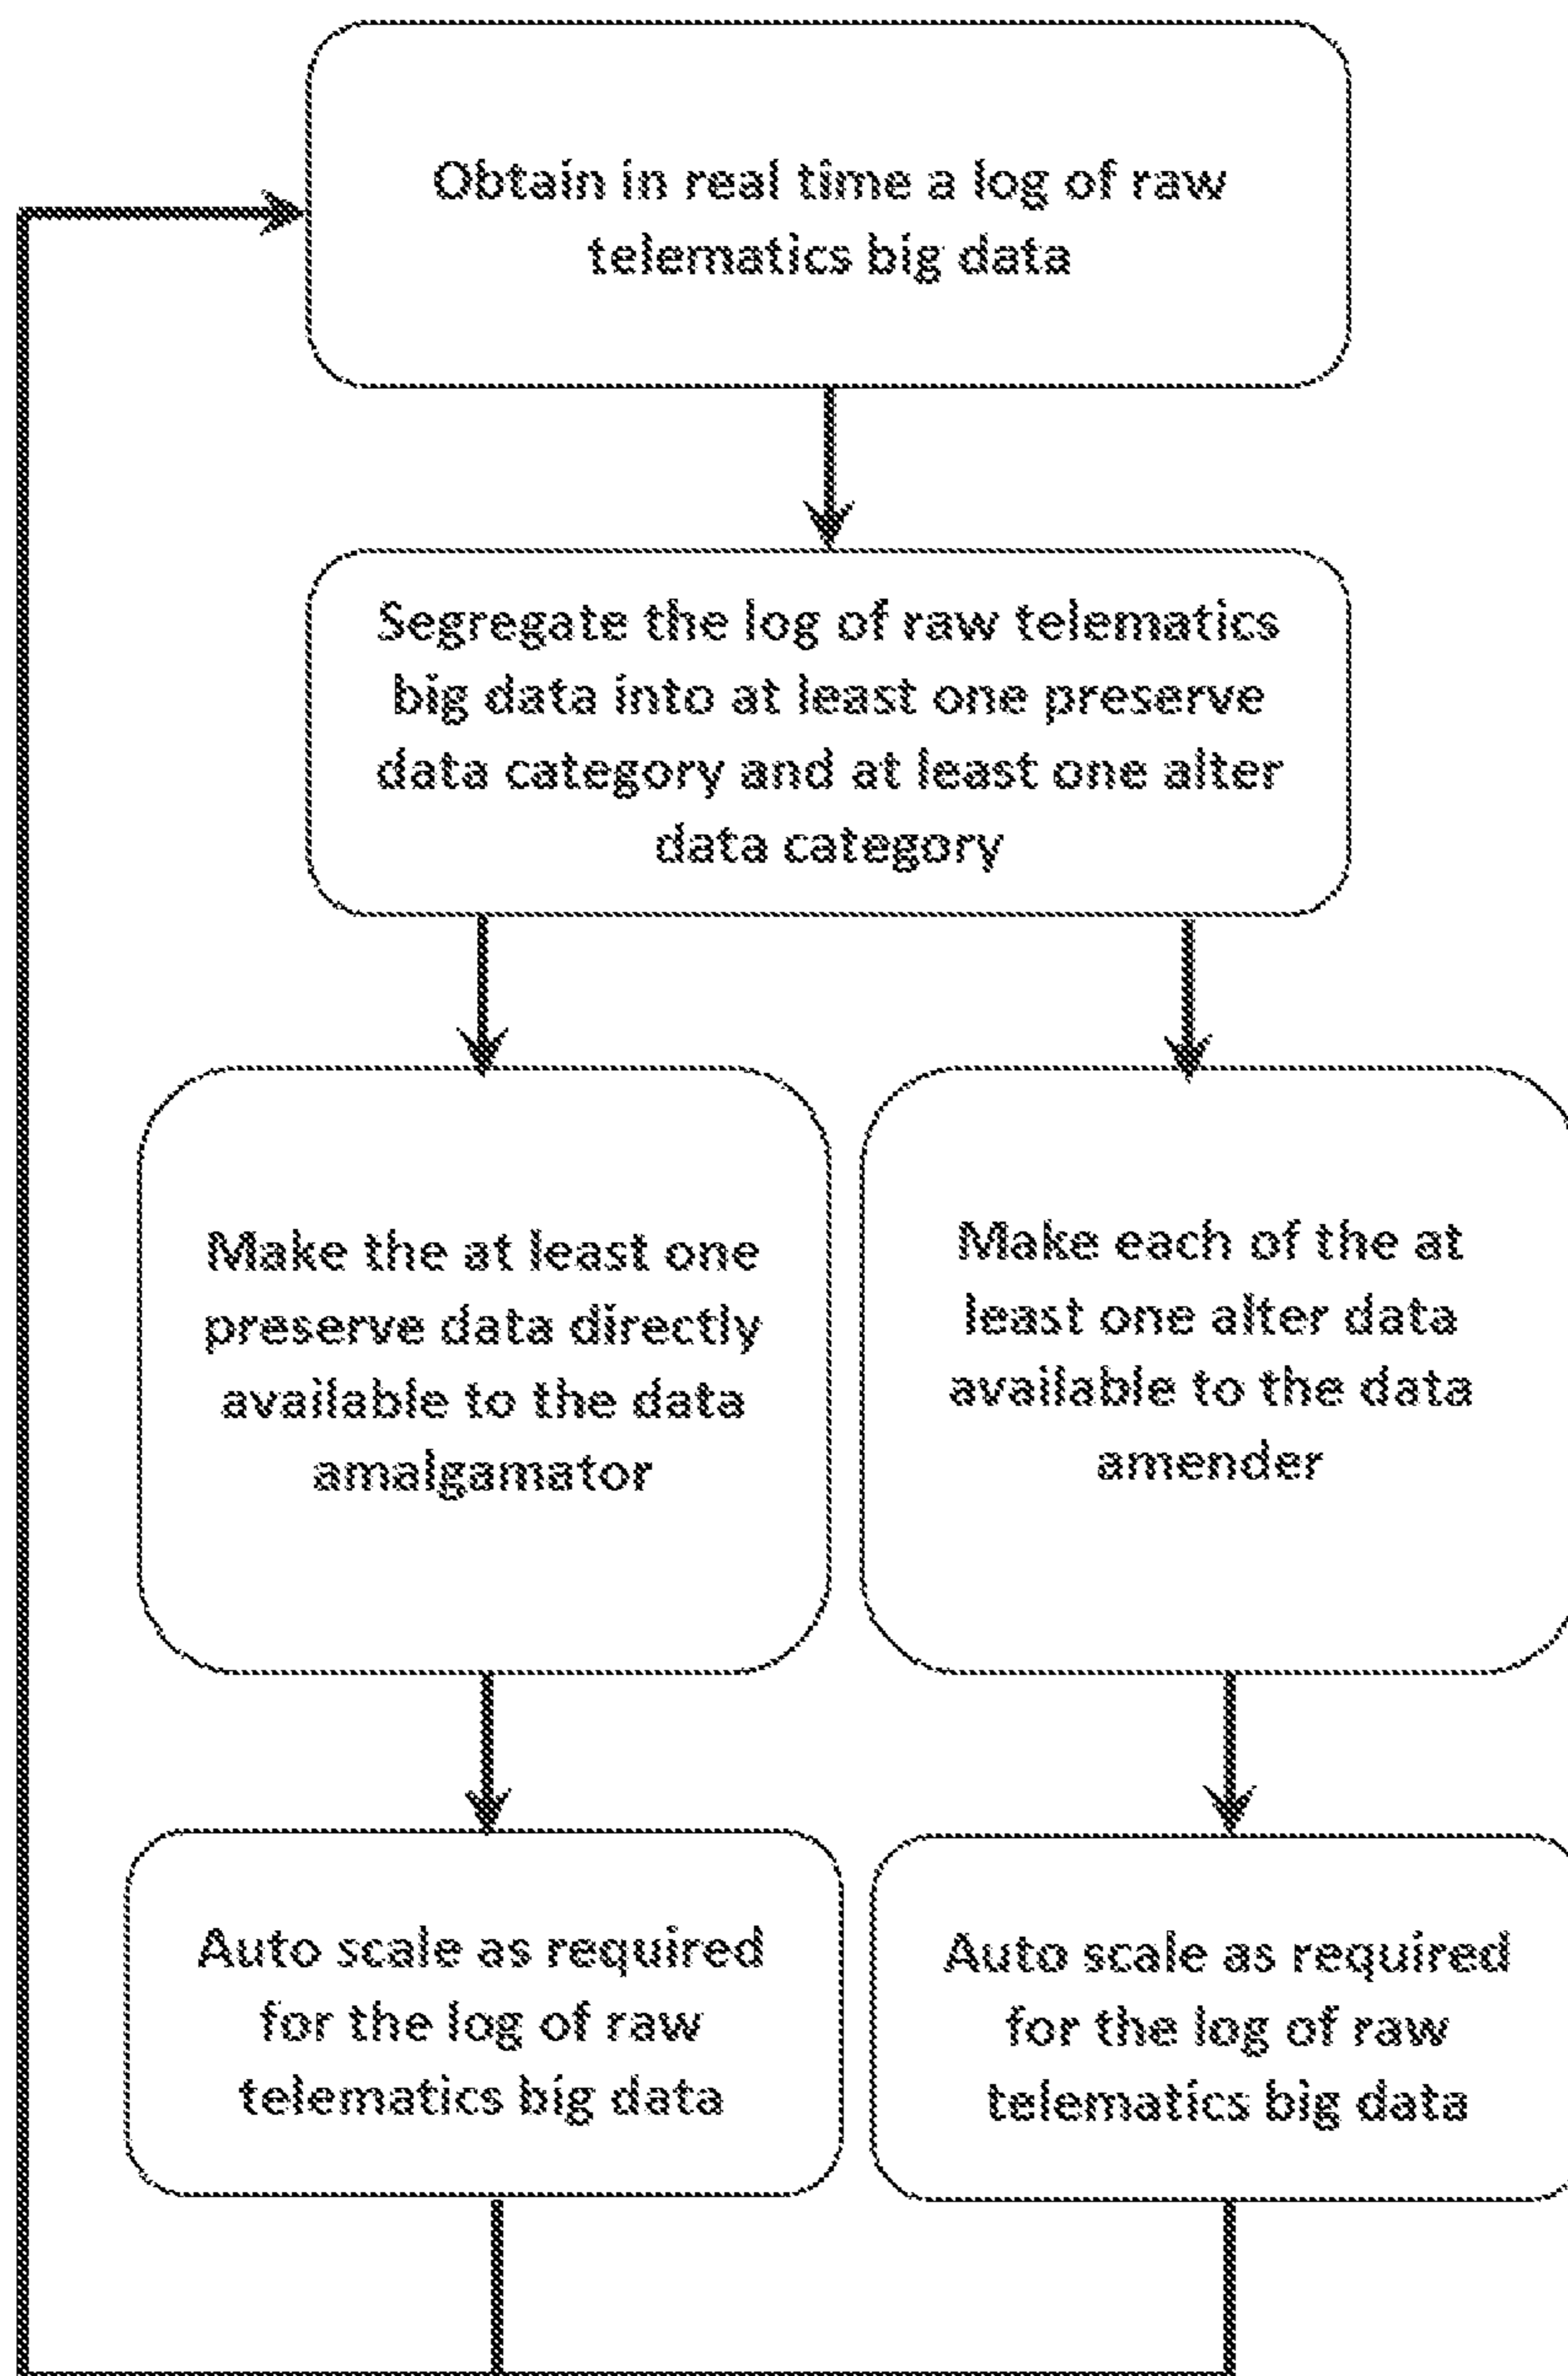 Obtain in real time a log of raw
telematics big data
Segregate the log of raw telematics
big data into at least one preserve
data category and at least one alter
data category
Make the at least one
preserve data directly
available to the data
amalgamator
Make each of the at
least one alter data
available to the data
amender
Auto scale as required
for the log of raw
telematics big data
Auto scale as required
for the log of raw
telematics big data